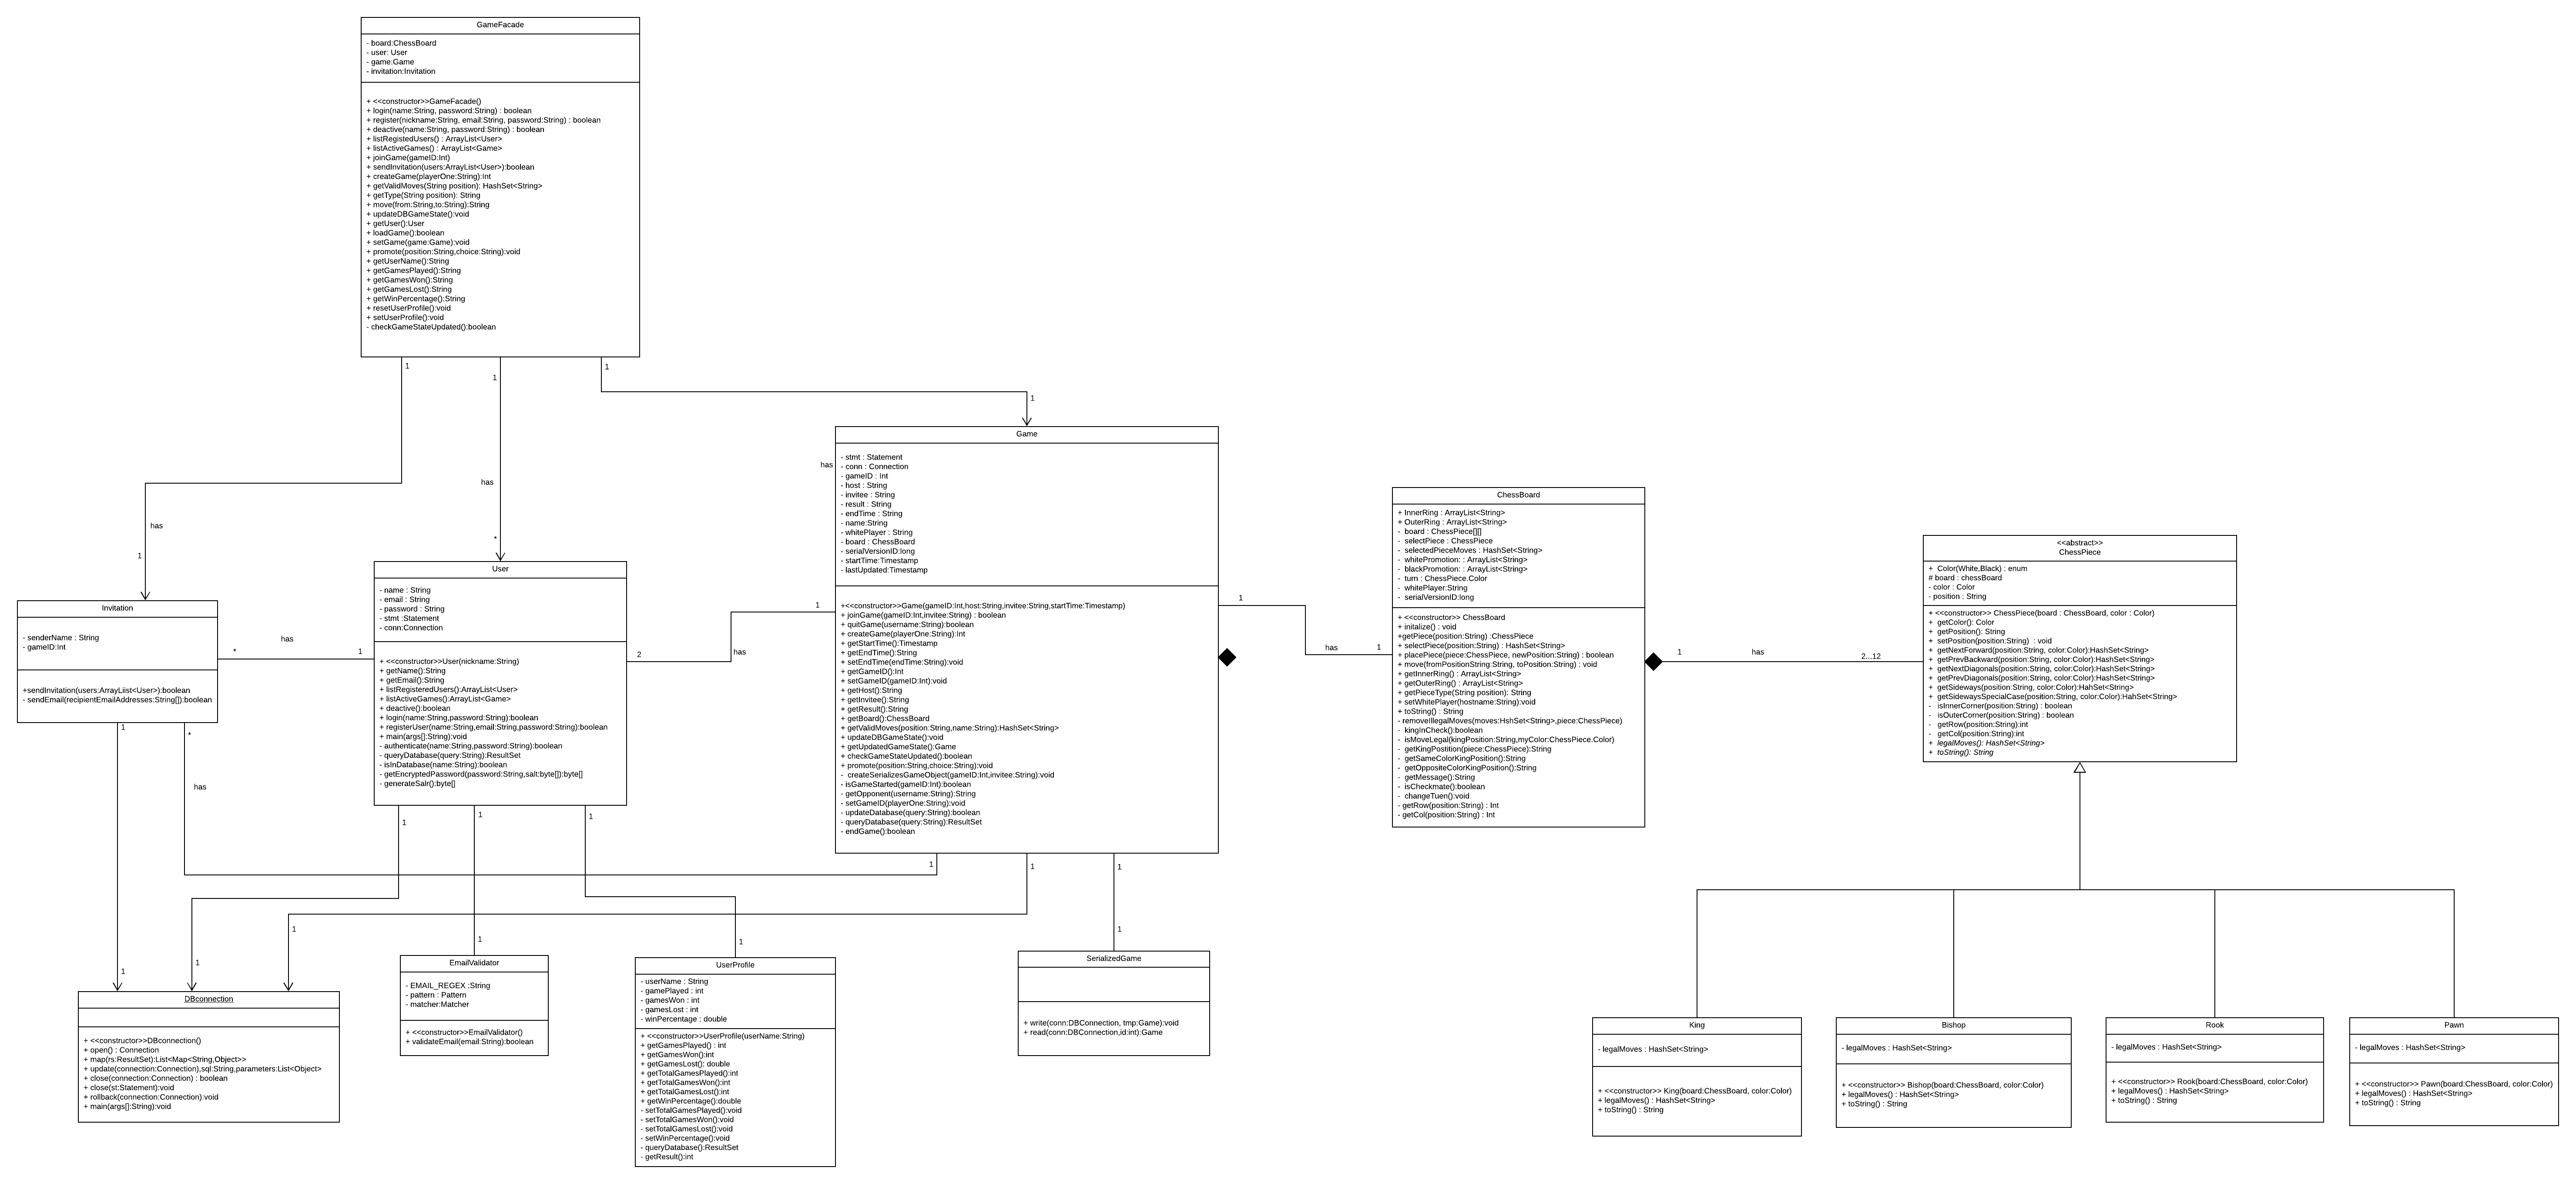 GameFacade
- board:ChessBoard
- user: User
- game:Game
- invitation:Invitation
+ <<constructor>>GameFacade()
+ login(name:String, password:String) : boolean
+ register(nickname:String, email:String, password:String) : boolean
+ deactive(name:String, password:String) : boolean
+ listRegistedUsers() : ArrayList<User>
+ listActiveGames() : ArrayList<Game>
+ joinGame(gameID:Int)
+ sendInvitation(users:ArrayList<User>):boolean
+ createGame(playerOne:String):Int
+ getValidMoves(String position): HashSet<String>
+ getType(String position): String
+ move(from:String,to:String):String
+ updateDBGameState():void
+ getUser():User
+ loadGame():boolean
+ setGame(game:Game):void
+ promote(position:String,choice:String):void
+ getUserName():String
+ getGamesPlayed():String
+ getGamesWon():String
+ getGamesLost():String
+ getWinPercentage():String
+ resetUserProfile():void
+ setUserProfile():void
- checkGameStateUpdated():boolean
1
1
1
has
1
has
*
1
Invitation
- senderName : String
- gameID:Int
+sendInvitation(users:ArrayLiist<User>):boolean
- sendEmail(recipientEmailAddresses:String[]):boolean
has
*
1
User
- name : String
- email : String
- password : String
- stmt :Statement
- conn:Connection
+ <<constructor>>User(nickname:String)
+ getName():String
+ getEmail():String
+ listRegisteredUsers():ArrayList<User>
+ listActiveGames():ArrayList<Game>
+ deactive():boolean
+ login(name:String,password:String):boolean
+ registerUser(name:String,email:String,password:String):boolean
+ main(args[]:String):void
- authenticate(name:String,password:String):boolean
- queryDatabase(query:String):ResultSet
- isInDatabase(name:String):boolean
- getEncryptedPassword(password:String,salt:byte[]):byte[]
- generateSalr():byte[]
2
has
1
has
Game
- stmt : Statement
- conn : Connection
- gameID : Int
- host : String
- invitee : String
- result : String
- endTime : String
- name:String
- whitePlayer : String
- board : ChessBoard
- serialVersionID:long
- startTime:Timestamp
- lastUpdated:Timestamp
+<<constructor>>Game(gameID:Int,host:String,invitee:String,startTime:Timestamp)
+ joinGame(gameID:Int,invitee:String) : boolean
+ quitGame(username:String):boolean
+ createGame(playerOne:String):Int
+ getStartTime():Timestamp
+ getEndTime():String
+ setEndTime(endTime:String):void
+ getGameID():Int
+ setGameID(gameID:Int):void
+ getHost():String
+ getInvitee():String
+ getResult():String
+ getBoard():ChessBoard
+ getValidMoves(position:String,name:String):HashSet<String>
+ updateDBGameState():void
+ getUpdatedGameState():Game
+ checkGameStateUpdated():boolean
+ promote(position:String,choice:String):void
-  createSerializesGameObject(gameID:Int,invitee:String):void
- isGameStarted(gameID:Int):boolean
- getOpponent(username:String):String
- setGameID(playerOne:String):void
- updateDatabase(query:String):boolean
- queryDatabase(query:String):ResultSet
- endGame():boolean
1
has
1
ChessBoard
+ InnerRing : ArrayList<String>
+ OuterRing : ArrayList<String>
-  board : ChessPiece[][]
-  selectPiece : ChessPiece
-  selectedPieceMoves : HashSet<String>
-  whitePromotion: : ArrayList<String>
-  blackPromotion: : ArrayList<String>
-  turn : ChessPiece.Color
-  whitePlayer:String
-  serialVersionID:long
+ <<constructor>> ChessBoard
+ initalize() : void
+getPiece(position:String) :ChessPiece
+ selectPiece(position:String) : HashSet<String>
+ placePiece(piece:ChessPiece, newPosition:String) : boolean
+ move(fromPositionString:String, toPosition:String) : void
+ getInnerRing() : ArrayList<String>
+ getOuterRing() : ArrayList<String>
+ getPieceType(String position): String
+ setWhitePlayer(hostname:String):void
+ toString() : String
- removeIllegalMoves(moves:HshSet<String>,piece:ChessPiece)
-  kingInCheck():boolean
-  isMoveLegal(kingPosition:String,myColor:ChessPiece.Color)
-  getKingPostition(piece:ChessPiece):String
-  getSameColorKingPosition():String
-  getOppositeColorKingPosition():String
-  getMessage():String
-  isCheckmate():boolean
-  changeTuen():void
- getRow(position:String) : Int
- getCol(position:String) : Int
1
has
2...12
<<abstract>>
ChessPiece
+  Color(White,Black) : enum
# board : chessBoard
- color : Color
- position : String
+ <<constructor>> ChessPiece(board : ChessBoard, color : Color)
+  getColor(): Color
+  getPosition(): String
+  setPosition(position:String)  : void
+  getNextForward(position:String, color:Color):HashSet<String>
+  getPrevBackward(position:String, color:Color):HashSet<String>
+  getNextDiagonals(position:String, color:Color):HashSet<String>
+  getPrevDiagonals(position:String, color:Color):HashSet<String>
+  getSideways(position:String, color:Color):HahSet<String>
+  getSidewaysSpecialCase(position:String, color:Color):HahSet<String>
-  isInnerCorner(position:String) : boolean
-  isOuterCorner(position:String) : boolean
-  getRow(position:String):int
-  getCol(position:String):int
+  legalMoves(): HashSet<String>
+  toString(): String
1
*
has
1
1
1
1
1
1
1
1
1
1
1
1
DBconnection
+ <<constructor>>DBconnection()
+ open() : Connection
+ map(rs:ResultSet):List<Map<String,Object>>
+ update(connection:Connection),sql:String,parameters:List<Object>
+ close(connection:Connection) : boolean
+ close(st:Statement):void
+ rollback(connection:Connection):void
+ main(args[]:String):void
EmailValidator
- EMAIL_REGEX :String
- pattern : Pattern
- matcher:Matcher
+ <<constructor>>EmailValidator()
+ validateEmail(email:String):boolean
UserProfile
- userName : String
- gamePlayed : int
- gamesWon : int
- gamesLost : int
- winPercentage : double
+ <<constructor>>UserProfile(userName:String)
+ getGamesPlayed() : int
+ getGamesWon():int
+ getGamesLost(): double
+ getTotalGamesPlayed():int
+ getTotalGamesWon():int
+ getTotalGamesLost():int
+ getWinPercentage():double
- setTotalGamesPlayed():void
- setTotalGamesWon():void
- setTotalGamesLost():void
- setWinPercentage():void
- queryDatabase():ResultSet
- getResult():int
SerializedGame
+ write(conn:DBConnection, tmp:Game):void
+ read(conn:DBConnection,id:int):Game
King
- legalMoves : HashSet<String>
+ <<constructor>> King(board:ChessBoard, color:Color)
+ legalMoves() : HashSet<String>
+ toString() : String
Bishop
- legalMoves : HashSet<String>
+ <<constructor>> Bishop(board:ChessBoard, color:Color)
+ legalMoves() : HashSet<String>
+ toString() : String
Rook
- legalMoves : HashSet<String>
+ <<constructor>> Rook(board:ChessBoard, color:Color)
+ legalMoves() : HashSet<String>
+ toString() : String
Pawn
- legalMoves : HashSet<String>
+ <<constructor>> Pawn(board:ChessBoard, color:Color)
+ legalMoves() : HashSet<String>
+ toString() : String